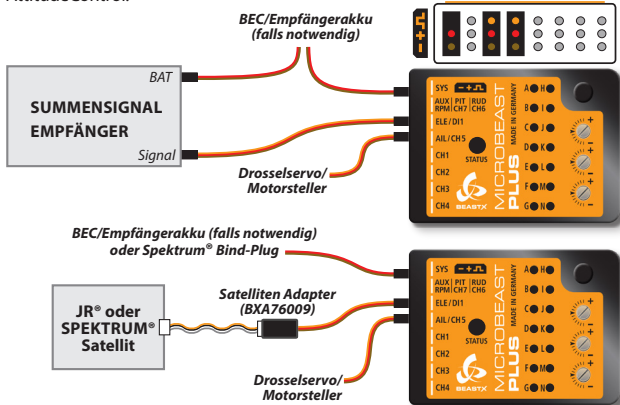 AttitudeControl.
BEC/Empfängerakku
(falls notwendig)
BAT
SUMMENSIGNAL
EMPFÄNGER
Signal
Drosselservo/
Motorsteller
SYS
AUX PIT RUD
RPM CH7 CH6
ELE/DI1
AIL/CH5
CH1
CH2
CH3
CH4
STATUS
BEASTX
MICROBEAST
PLUS
MADE IN GERMANY
A H
B I
C J
D K
E L
F M
G N
BEC/Empfängerakku (falls notwendig)
oder Spektrum® Bind-Plug
JR® oder
SPEKTRUM®
Satellit
Satelliten Adapter
(BXA76009)
Drosselservo/
Motorsteller
SYS
AUX PIT RUD
RPM CH7 CH6
ELE/DI1
AIL/CH5
CH1
CH2
CH3
CH4
STATUS
BEASTX
MICROBEAST
PLUS
MADE IN GERMANY
A H
B I
C J
D K
E L
F M
G N